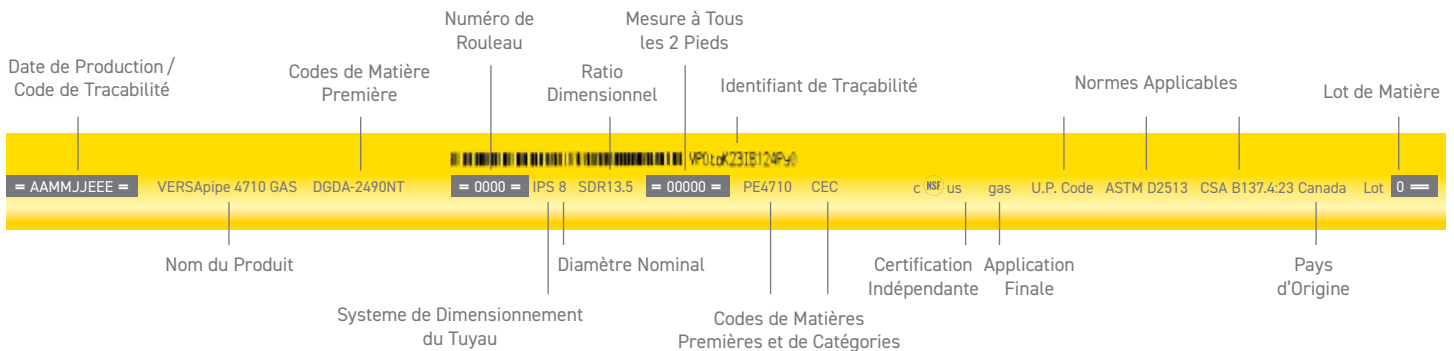 Numéro de
Rouleau
Mesure à Tous
les 2 Pieds
Date de Production /
Code de Tracabilité
Codes de Matière
Première
Ratio
Dimensionnel
Identifiant de Traçabilité
Normes Applicables
Lot de Matière
VP0toK23IB124Py0
= AAMMJJEEE = VERSApipe 4710 GAS DGDA-2490NT = 0000 = IPS 8 SDR13.5 = 00000 = PE4710 CEC c NSF us gas U.P. Code ASTM D2513 CSA B137.4:23 Canada Lot 0 ==
Nom du Produit
Diamètre Nominal
Certification
Indépendante
Application
Finale
Pays
d'Origine
Systeme de Dimensionnement
du Tuyau
Codes de Matières
Premières et de Catégories